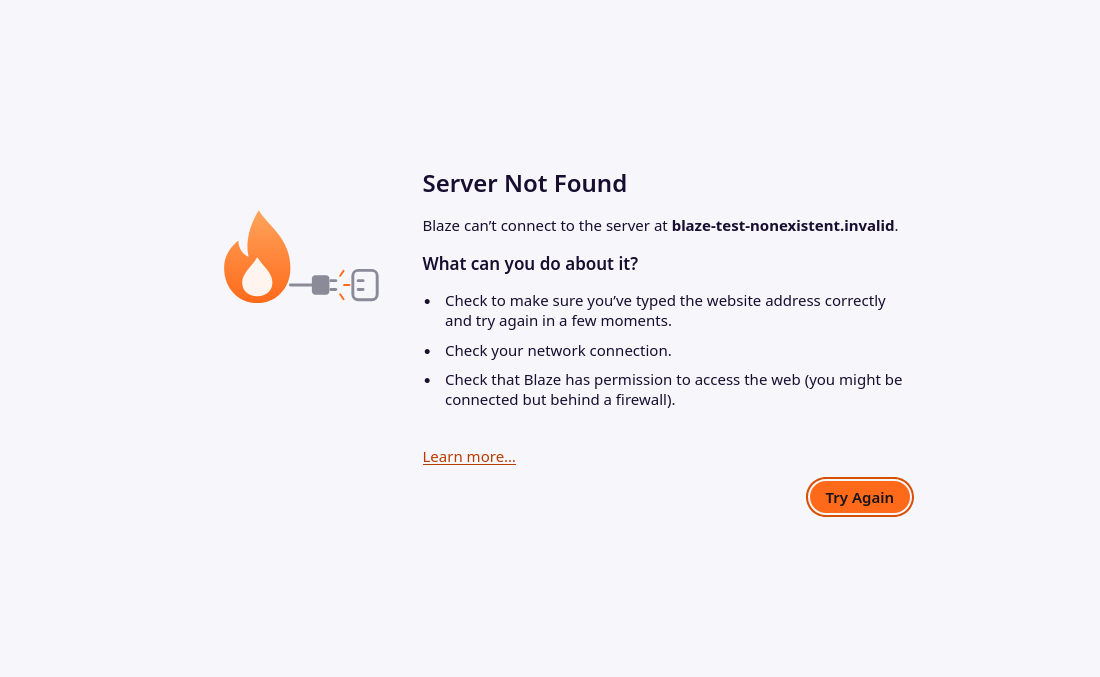 Server Not Found
Blaze can’t connect to the server at blaze-test-nonexistent.invalid.
What can you do about it?
• Check to make sure you’ve typed the website address correctly
and try again in a few moments.
• Check your network connection.
• Check that Blaze has permission to access the web (you might be
connected but behind a firewall).
Learn more…
Try Again